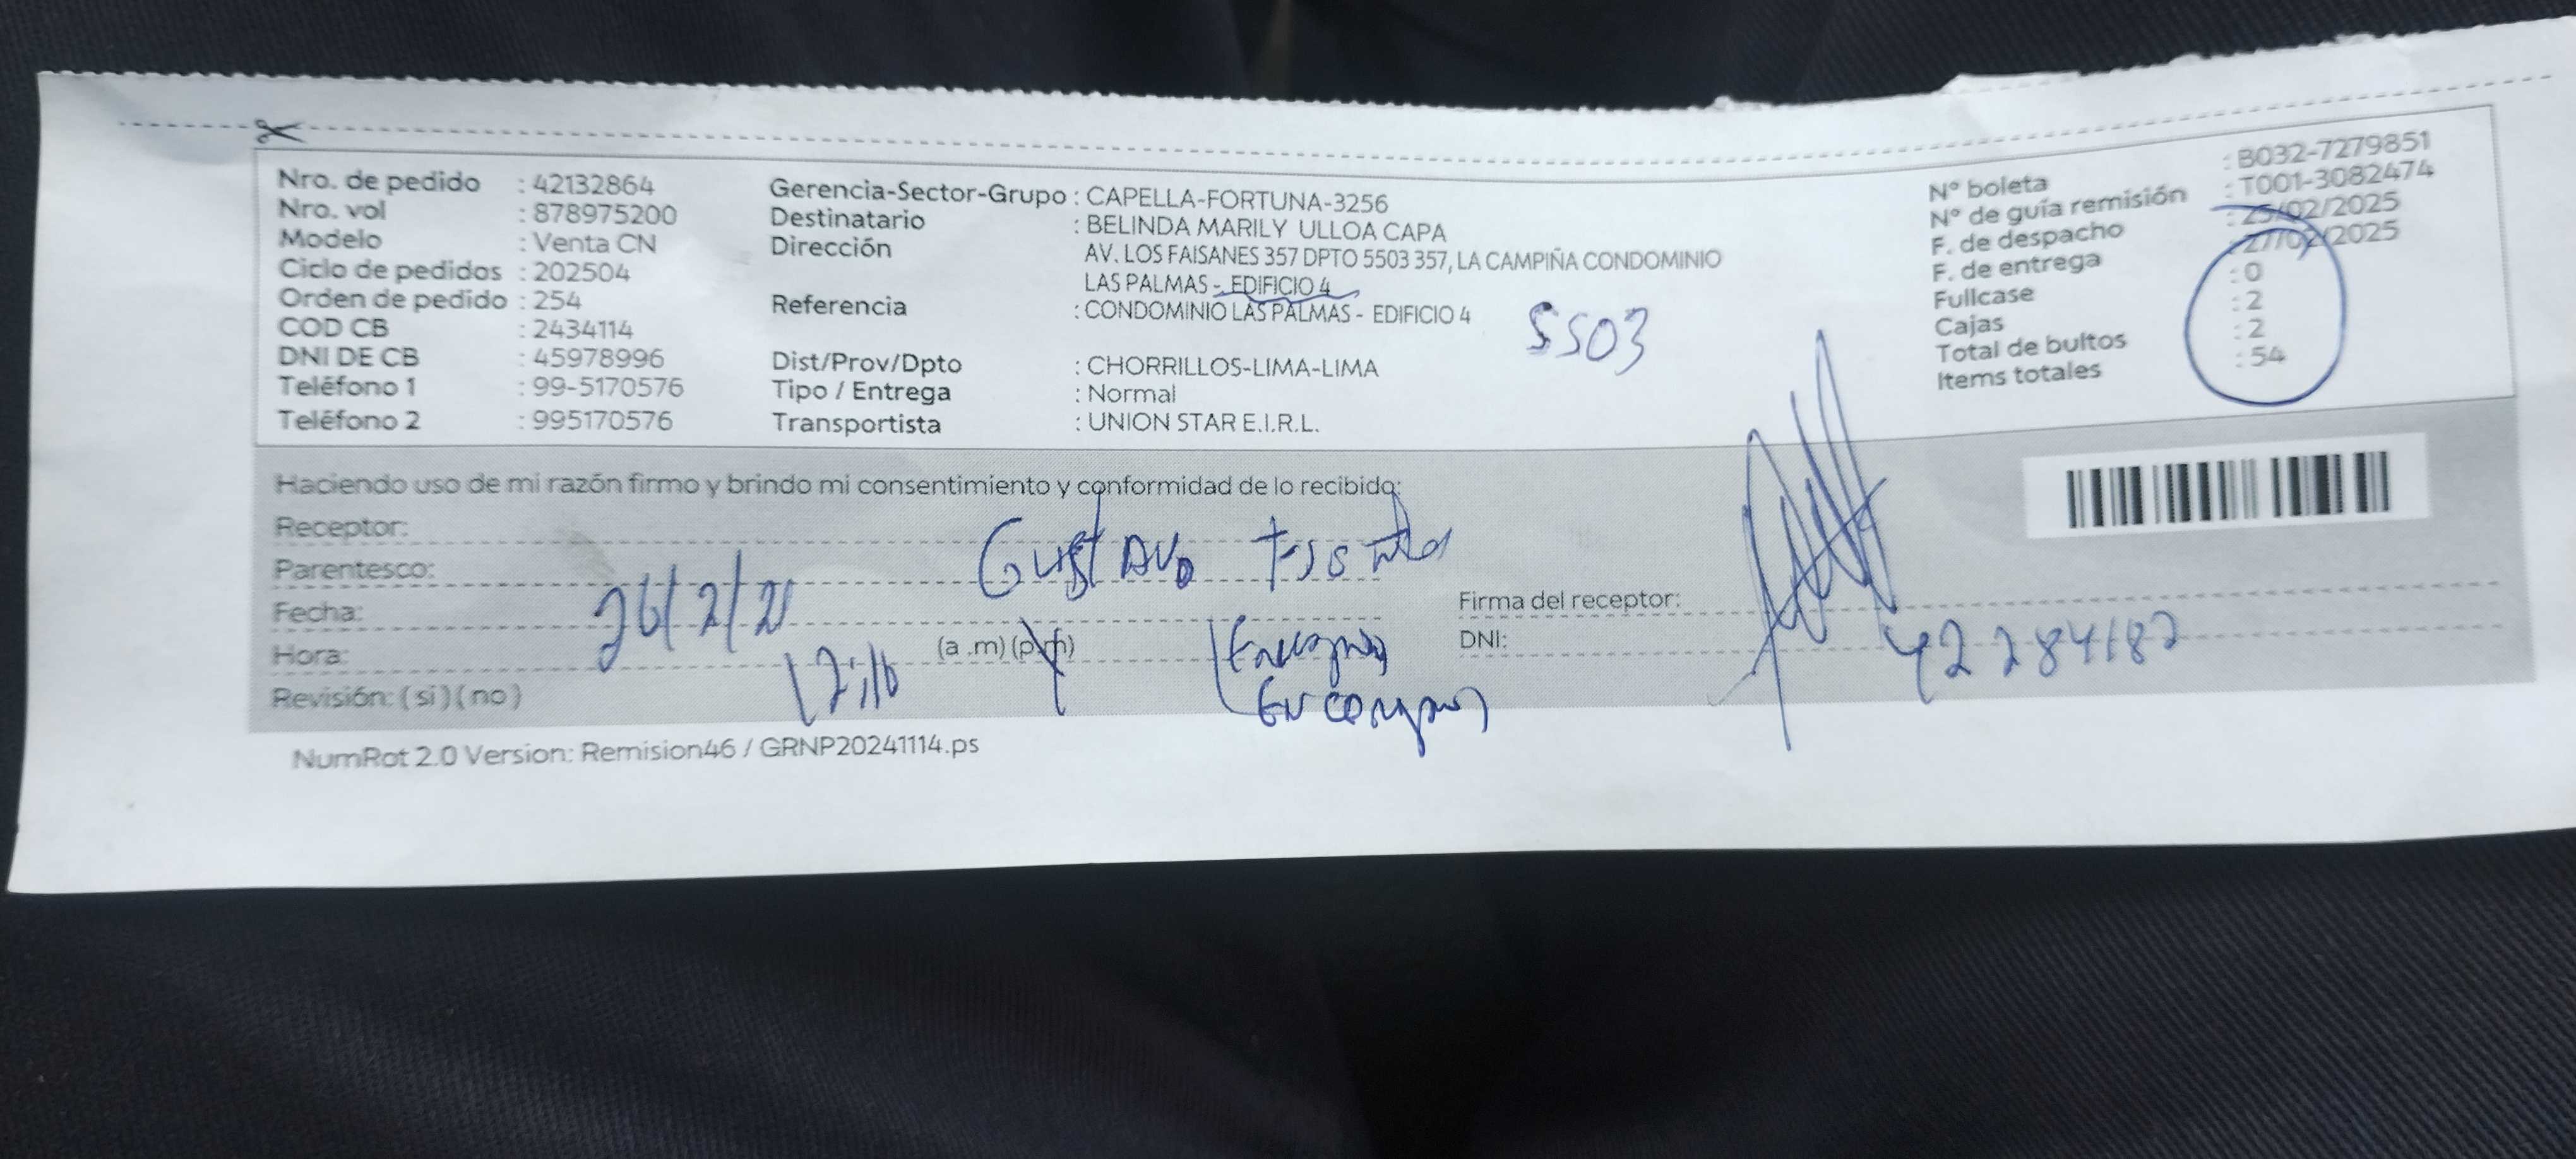 Nro. de pedido : 42132864
Nro. vol : 878975200
Modelo : Venta CN
Ciclo de pedidos : 202504
Orden de pedido : 254
COD CB : 2434114
DNI DE CB : 45978996
Teléfono 1 : 99-5170576
Teléfono 2 : 995170576
Gerencia-Sector-Grupo : CAPELLA-FORTUNA-3256
Destinatario : BELINDA MARILY ULLOA CAPA
Dirección AV. LOS FAISANES 357 DPTO 5503 357, LA CAMPIÑA CONDOMINIO
LAS PALMAS - EDIFICIO 4
Referencia : CONDOMINIO LAS PALMAS - EDIFICIO 4
5503
Dist/Prov/Dpto : CHORRILLOS-LIMA-LIMA
Tipo / Entrega : Normal
Transportista : UNION STAR E.I.R.L.
N° boleta : B032-7279851
N° de guía remisión : T001-3082474
F. de despacho : 25/02/2025
F. de entrega : 27/02/2025
Fullcase : 0
Cajas : 2
Total de bultos : 2
Items totales : 54
Haciendo uso de mi razón firmo y brindo mi consentimiento y conformidad de lo recibido:
Receptor: Gustavo
Parentesco:
Fecha: 26/2/2
Hora: (a .m) (p.m)
Revisión: ( si ) ( no )
Firma del receptor:
DNI: 42284182
NumRot 2.0 Version: Remision46 / GRNP20241114.ps